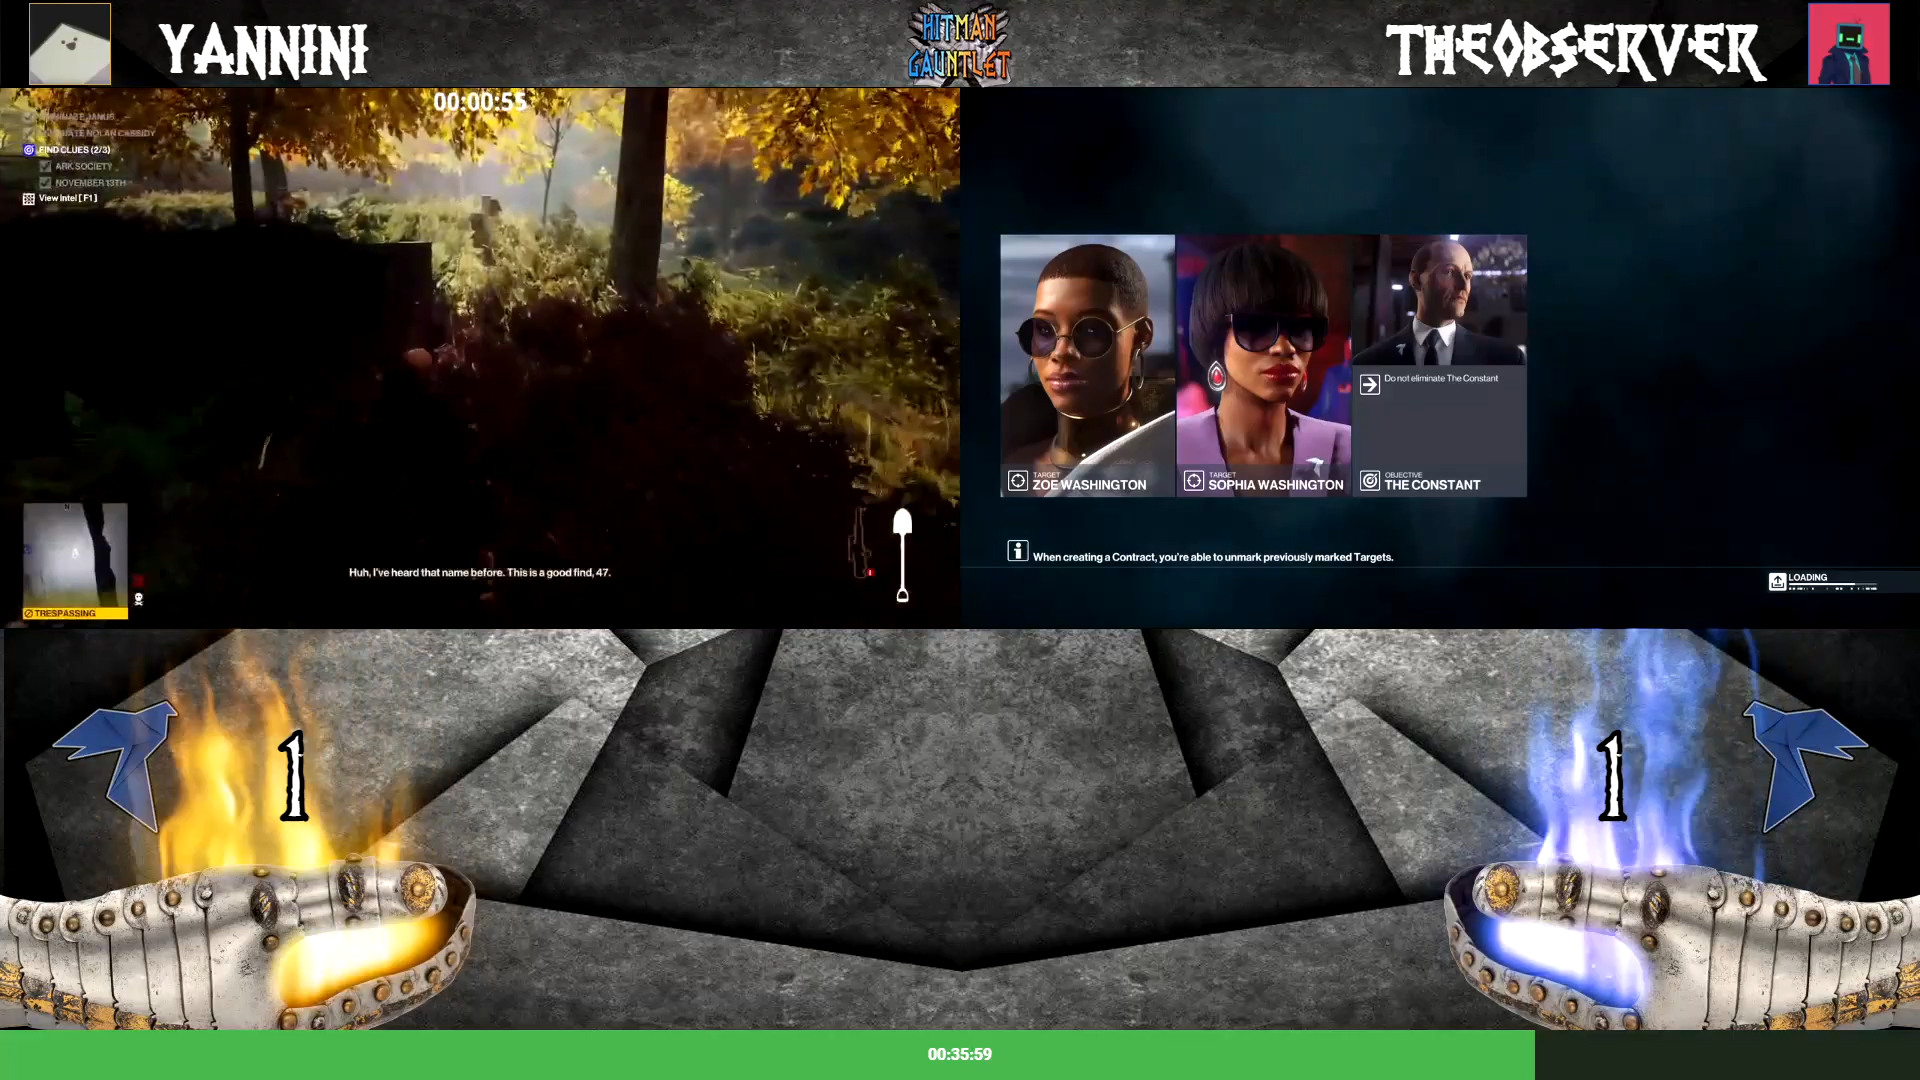 YANNINI
HITMAN
GAUNTLET
THEOBSERVER
00:00:55
FIND CLUES (2/3)
ARK SOCIETY
NOVEMBER 13TH
View Intel [ F1 ]
Huh, I've heard that name before. This is a good find, 47.
N
TRESPASSING
TARGET
ZOE WASHINGTON
TARGET
SOPHIA WASHINGTON
Do not eliminate The Constant
OBJECTIVE
THE CONSTANT
When creating a Contract, you're able to unmark previously marked Targets.
LOADING
1
1
00:35:59